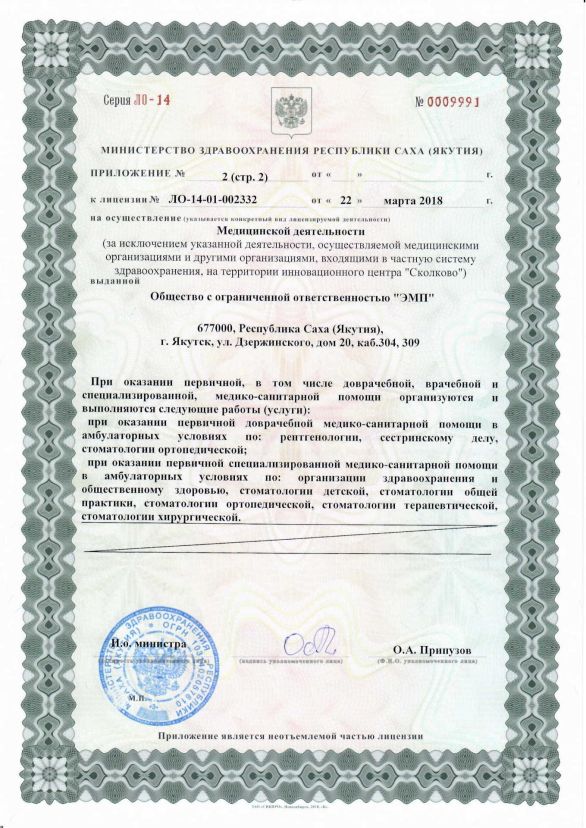 Серия ЛО-14
№ 0009991
МИНИСТЕРСТВО ЗДРАВООХРАНЕНИЯ РЕСПУБЛИКИ САХА (ЯКУТИЯ)
ПРИЛОЖЕНИЕ № 2 (стр. 2) от « » г.
к лицензии № ЛО-14-01-002332 от « 22 » марта 2018 г.
на осуществление (указывается конкретный вид лицензируемой деятельности)
Медицинской деятельности
(за исключением указанной деятельности, осуществляемой медицинскими
организациями и другими организациями, входящими в частную систему
здравоохранения, на территории инновационного центра "Сколково")
выданной
Общество с ограниченной ответственностью "ЭМП"
677000, Республика Саха (Якутия),
г. Якутск, ул. Дзержинского, дом 20, каб.304, 309
При оказании первичной, в том числе доврачебной, врачебной и
специализированной, медико-санитарной помощи организуются и
выполняются следующие работы (услуги):
при оказании первичной доврачебной медико-санитарной помощи в
амбулаторных условиях по: рентгенологии, сестринскому делу,
стоматологии ортопедической;
при оказании первичной специализированной медико-санитарной помощи
в амбулаторных условиях по: организации здравоохранения и
общественному здоровью, стоматологии детской, стоматологии общей
практики, стоматологии ортопедической, стоматологии терапевтической,
стоматологии хирургической.
И.о. министра
О.А. Припузов
(должность уполномоченного лица)
(подпись уполномоченного лица)
(Ф.И.О. уполномоченного лица)
М.П.
Приложение является неотъемлемой частью лицензии